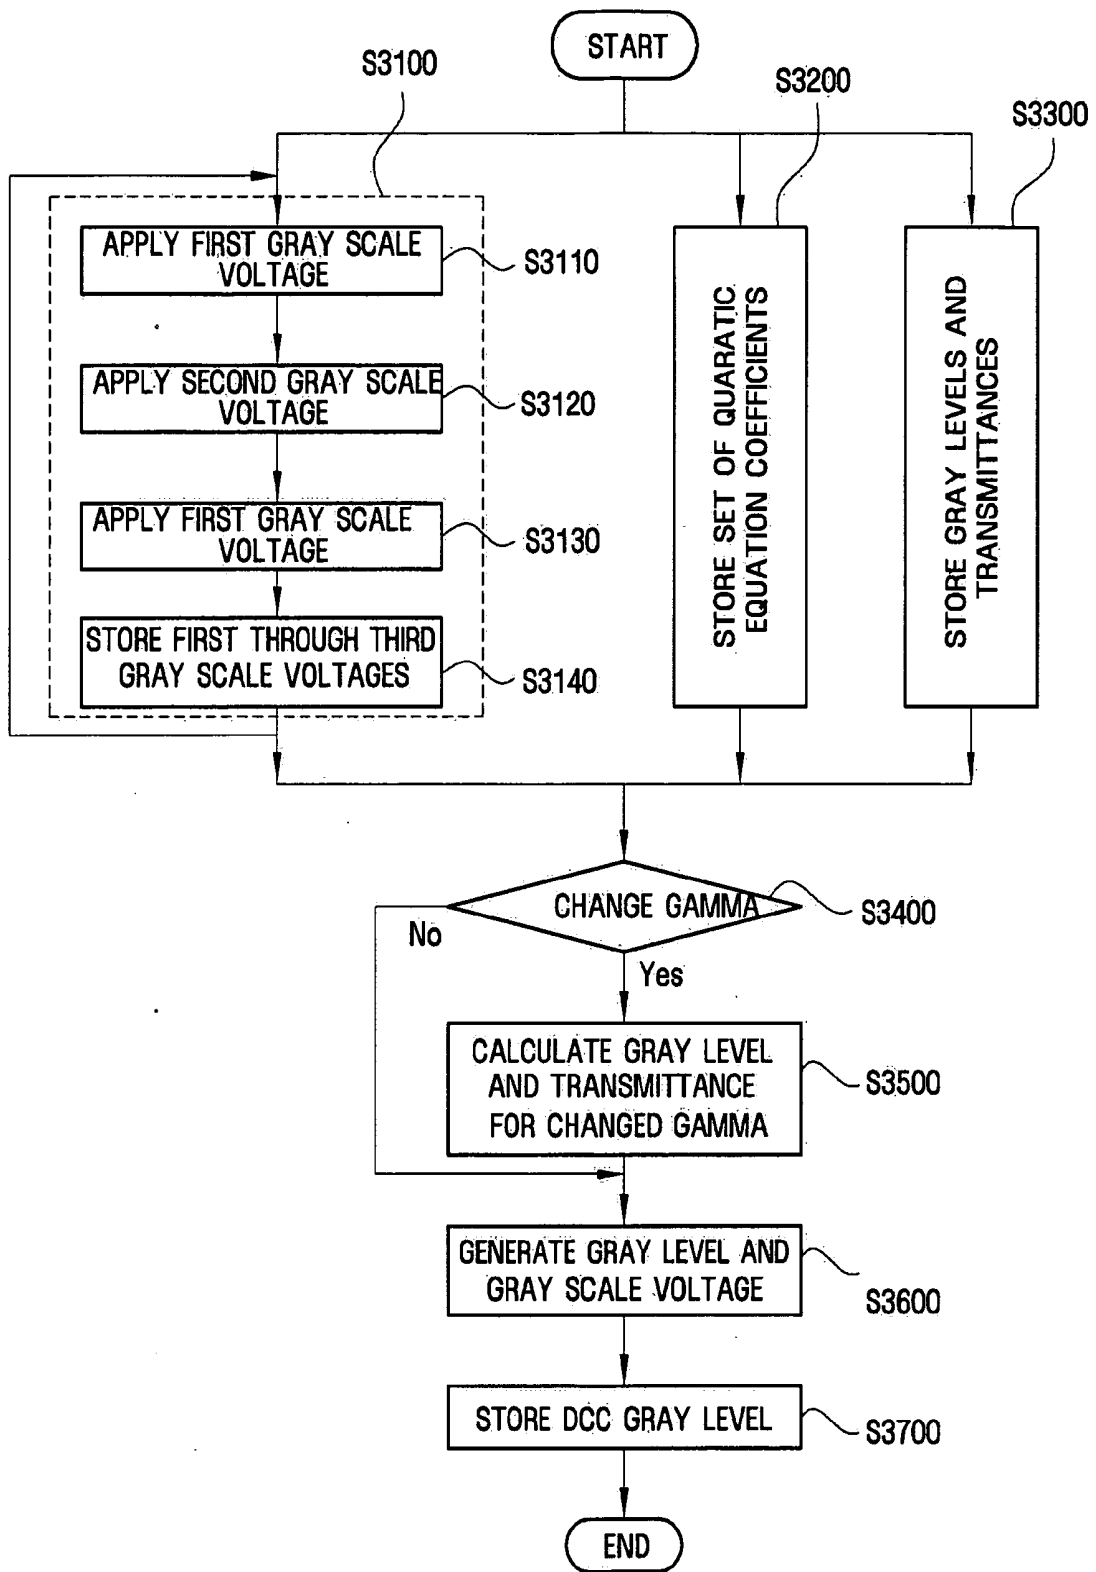 START
S3100
S3200
S3300
APPLY FIRST GRAY SCALE
VOLTAGE
S3110
APPLY SECOND GRAY SCALE
VOLTAGE
S3120
APPLY FIRST GRAY SCALE
VOLTAGE
S3130
STORE FIRST THROUGH THIRD
GRAY SCALE VOLTAGES
S3140
STORE SET OF QUARATIC
EQUATION COEFFICIENTS
STORE GRAY LEVELS AND
TRANSMITTANCES
CHANGE GAMMA
S3400
No
Yes
CALCULATE GRAY LEVEL
AND TRANSMITTANCE
FOR CHANGED GAMMA
S3500
GENERATE GRAY LEVEL AND
GRAY SCALE VOLTAGE
S3600
STORE DCC GRAY LEVEL
S3700
END